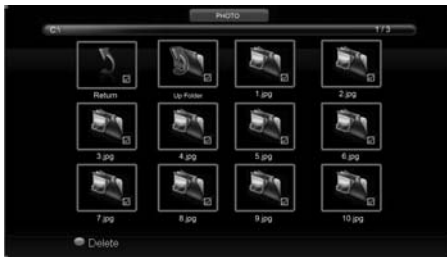 PHOTO
C:\ 1/3
Return Up Folder 1.jpg 2.jpg
3.jpg 4.jpg 5.jpg 6.jpg
7.jpg 8.jpg 9.jpg 10.jpg
Delete